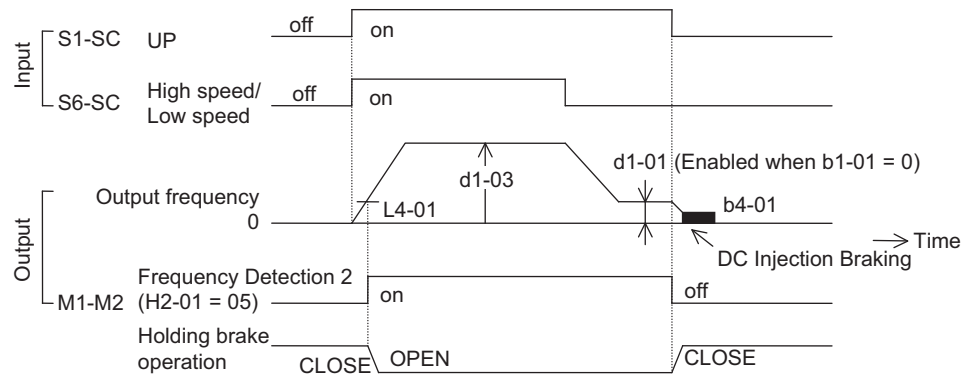 Input
S1-SC UP
off
on
S6-SC High speed/
Low speed
off
on
d1-01 (Enabled when b1-01 = 0)
d1-03
Output
Output frequency
0
L4-01
b4-01
DC Injection Braking
Time
Frequency Detection 2
M1-M2 (H2-01 = 05)
on
off
Holding brake
operation
CLOSE
OPEN
CLOSE